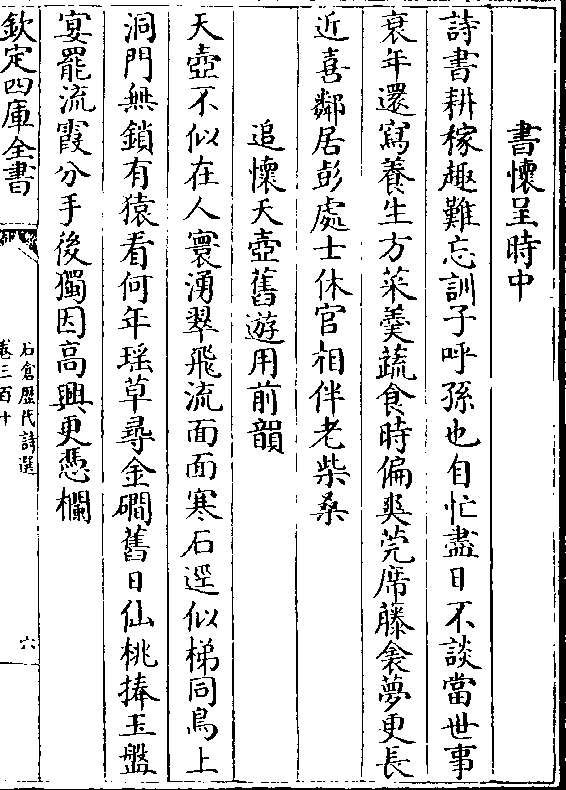 書懷呈時中
詩書耕稼趣難忘訓子呼孫也自忙盡日不談當世事
衰年還寫養生方菜羮蔬食時偏爽莞席藤衾夢更長
近喜鄰居彭處士休官相伴老柴桑
追懷天壺舊遊用前韻
天壺不似在人寰湧翠飛流面面寒石逕似梯同鳥上
洞門無鎖有猿看何年瑶草尋金磵舊日仙桃捧玉盤
宴罷流霞分手後獨因高興更憑欄
欽定四庫全書
石倉歷代詩選
卷三百十
六